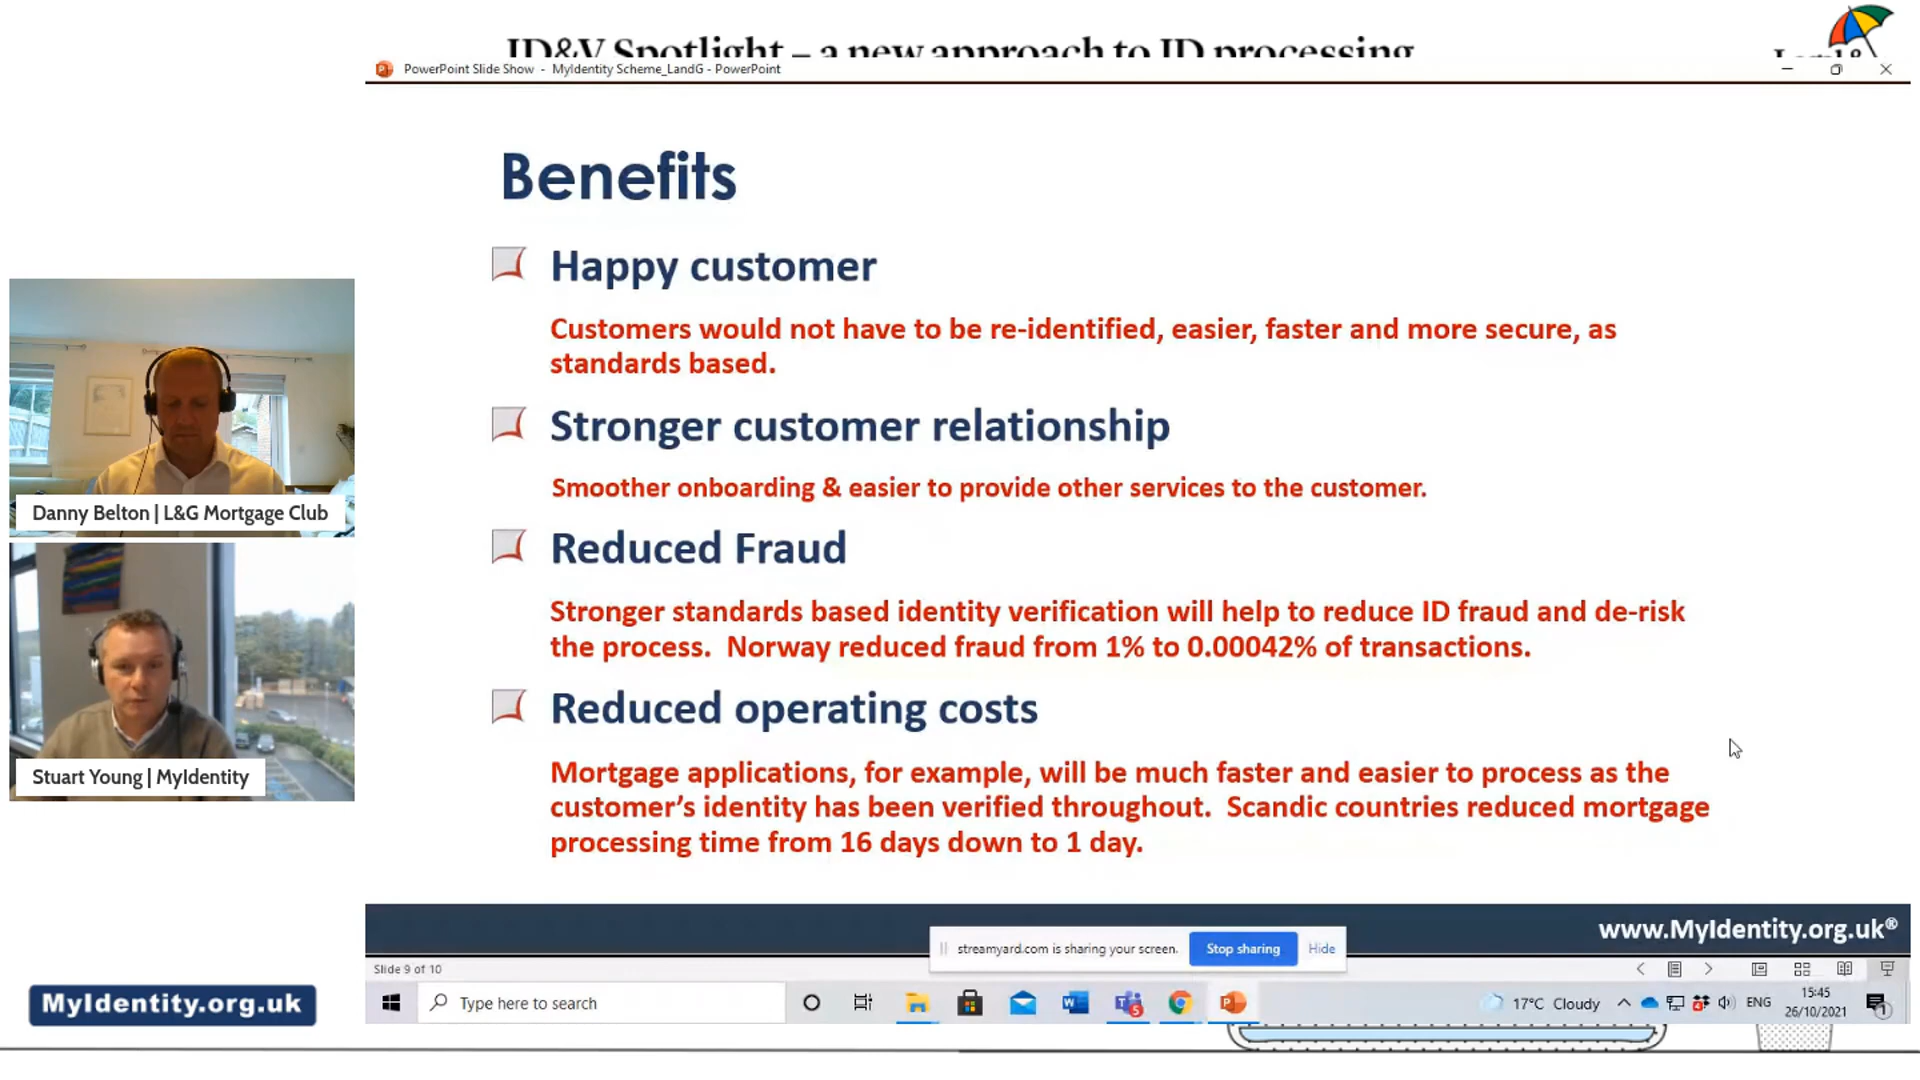 ID&V Spotlight – a new approach to ID processing
PowerPoint Slide Show - MyIdentity Scheme_LandG - PowerPoint
Benefits
Happy customer
Customers would not have to be re-identified, easier, faster and more secure, as
standards based.
Stronger customer relationship
Smoother onboarding & easier to provide other services to the customer.
Reduced Fraud
Stronger standards based identity verification will help to reduce ID fraud and de-risk
the process. Norway reduced fraud from 1% to 0.00042% of transactions.
Reduced operating costs
Mortgage applications, for example, will be much faster and easier to process as the
customer’s identity has been verified throughout. Scandic countries reduced mortgage
processing time from 16 days down to 1 day.
Danny Belton | L&G Mortgage Club
Stuart Young | MyIdentity
www.MyIdentity.org.uk®
streamyard.com is sharing your screen.
Stop sharing
Hide
Slide 9 of 10
MyIdentity.org.uk
Type here to search
17°C Cloudy
ENG
15:45
26/10/2021